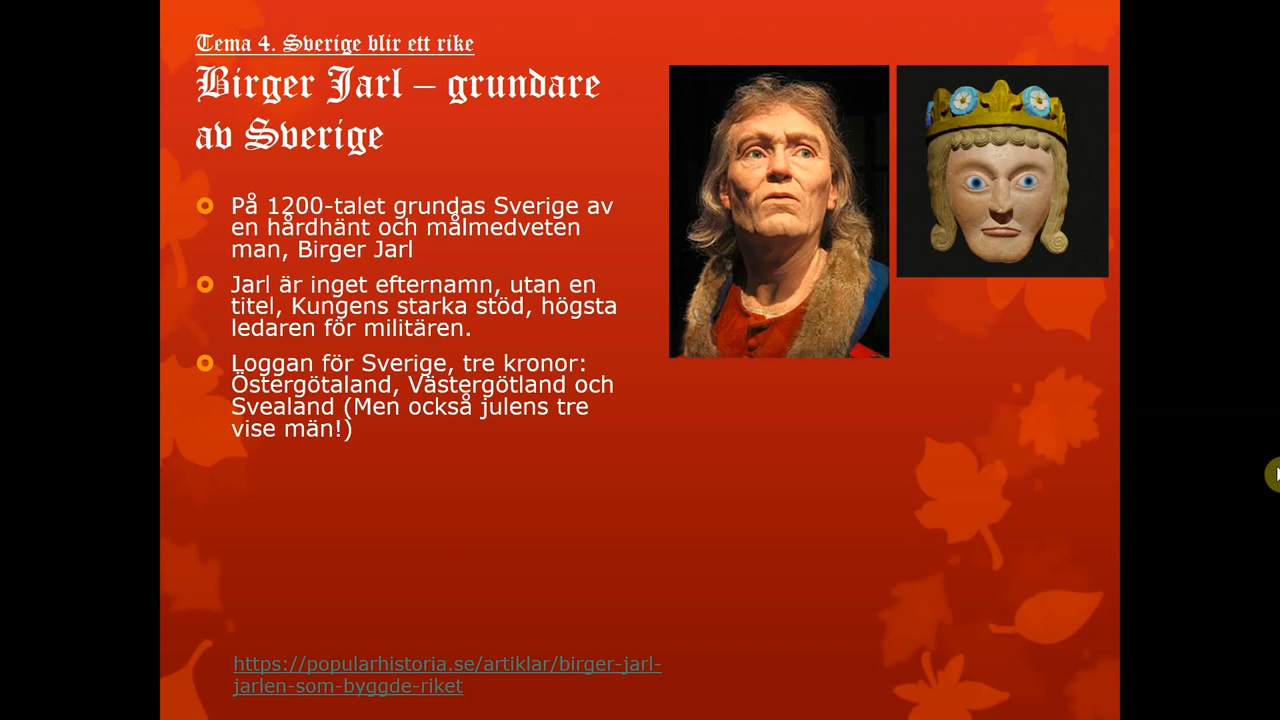 Tema 4. Sverige blir ett rike
Birger Jarl – grundare
av Sverige
På 1200-talet grundas Sverige av
en hårdhänt och målmedveten
man, Birger Jarl
Jarl är inget efternamn, utan en
titel, Kungens starka stöd, högsta
ledaren för militären.
Loggan för Sverige, tre kronor:
Östergötaland, Västergötland och
Svealand (Men också julens tre
vise män!)
https://popularhistoria.se/artiklar/birger-jarl-
jarlen-som-byggde-riket